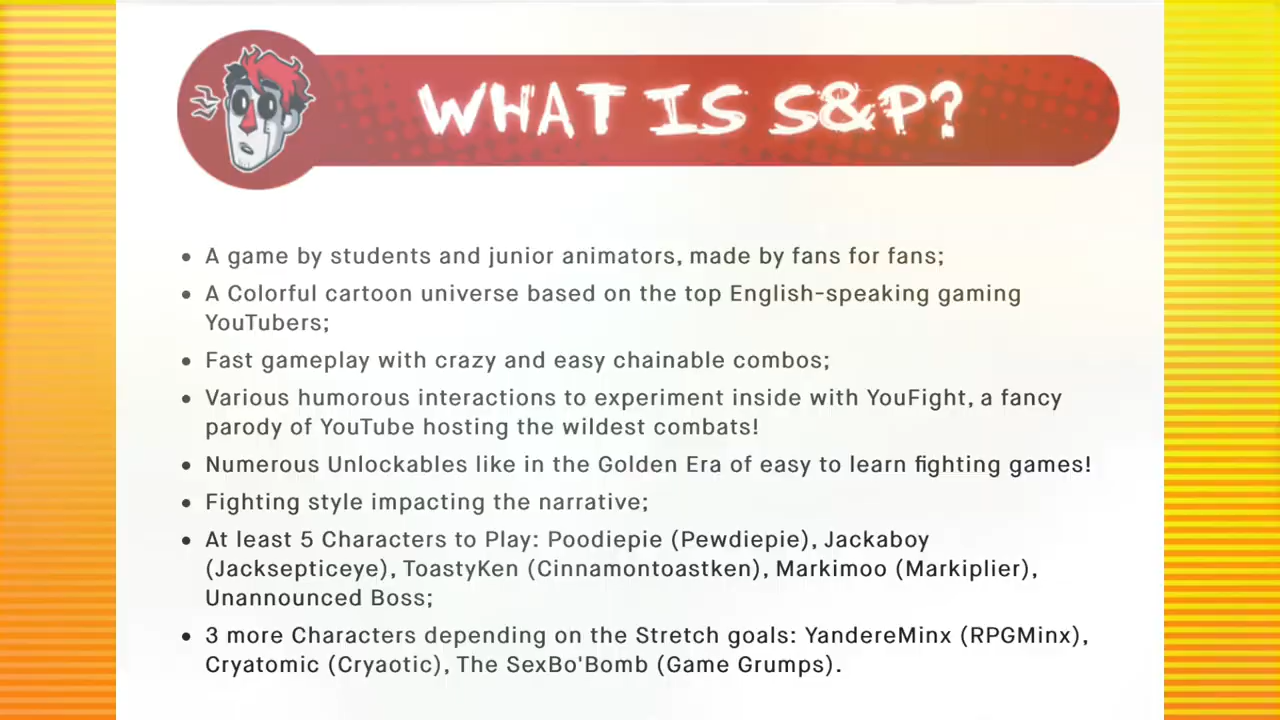 WHAT IS S&P?
• A game by students and junior animators, made by fans for fans;
• A Colorful cartoon universe based on the top English-speaking gaming
YouTubers;
• Fast gameplay with crazy and easy chainable combos;
• Various humorous interactions to experiment inside with YouFight, a fancy
parody of YouTube hosting the wildest combats!
• Numerous Unlockables like in the Golden Era of easy to learn fighting games!
• Fighting style impacting the narrative;
• At least 5 Characters to Play: Poodiepie (Pewdiepie), Jackaboy
(Jacksepticeye), ToastyKen (Cinnamontoastken), Markimoo (Markiplier),
Unannounced Boss;
• 3 more Characters depending on the Stretch goals: YandereMinx (RPGMinx),
Cryatomic (Cryaotic), The SexBo'Bomb (Game Grumps).